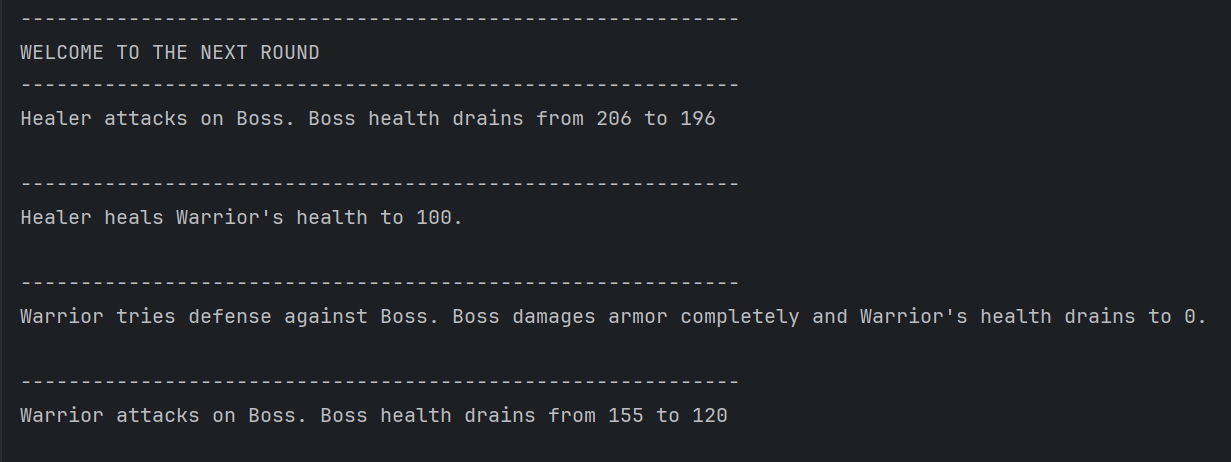 ------------------------------------------------------------
WELCOME TO THE NEXT ROUND
------------------------------------------------------------
Healer attacks on Boss. Boss health drains from 206 to 196
------------------------------------------------------------
Healer heals Warrior's health to 100.
------------------------------------------------------------
Warrior tries defense against Boss. Boss damages armor completely and Warrior's health drains to 0.
------------------------------------------------------------
Warrior attacks on Boss. Boss health drains from 155 to 120